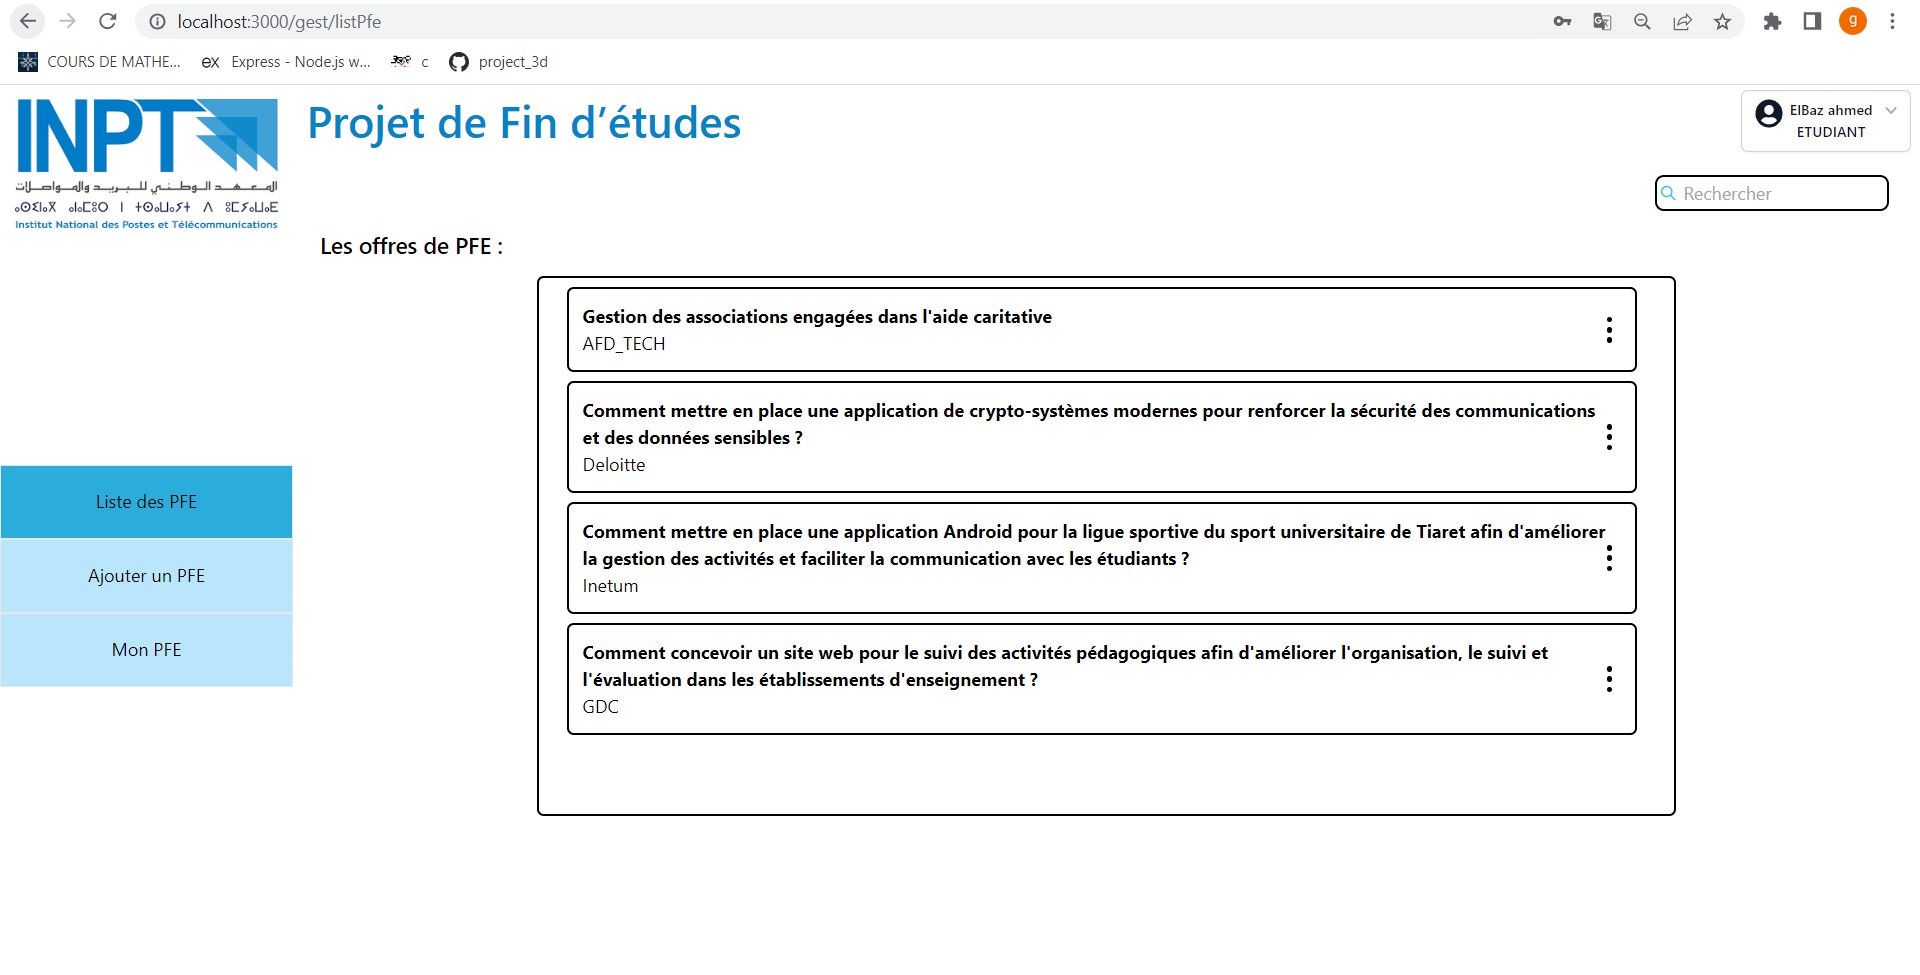 localhost:3000/gest/listPfe
g
COURS DE MATHE...
ex Express - Node.js w...
c
project_3d
INPT
المـعـهـد الـوطـنـي للـبـريـد والمـواصـلات
Institut National des Postes et Télécommunications
Projet de Fin d’études
ElBaz ahmed
ETUDIANT
Rechercher
Les offres de PFE :
Gestion des associations engagées dans l'aide caritative
AFD_TECH
Comment mettre en place une application de crypto-systèmes modernes pour renforcer la sécurité des communications
et des données sensibles ?
Deloitte
Comment mettre en place une application Android pour la ligue sportive du sport universitaire de Tiaret afin d'améliorer
la gestion des activités et faciliter la communication avec les étudiants ?
Inetum
Comment concevoir un site web pour le suivi des activités pédagogiques afin d'améliorer l'organisation, le suivi et
l'évaluation dans les établissements d'enseignement ?
GDC
Liste des PFE
Ajouter un PFE
Mon PFE